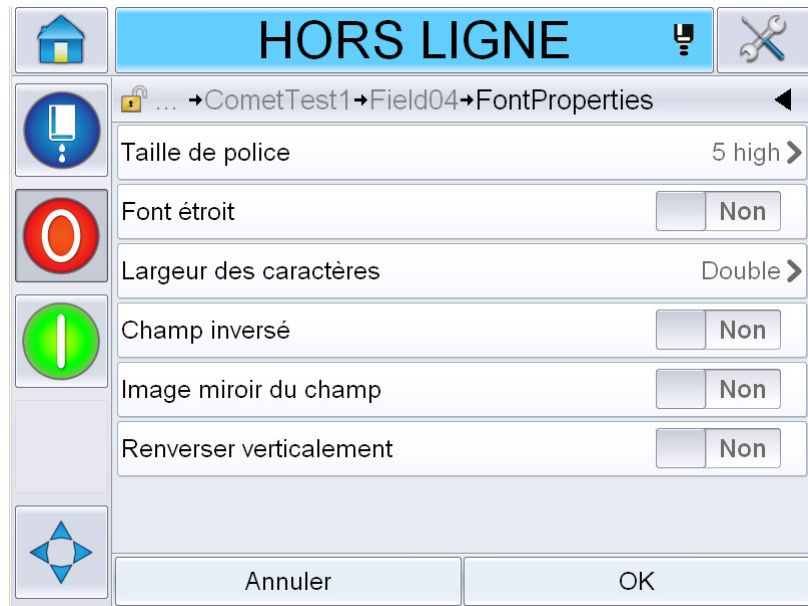 HORS LIGNE
... →CometTest1→Field04→FontProperties
Taille de police 5 high
Font étroit Non
Largeur des caractères Double
Champ inversé Non
Image miroir du champ Non
Renverser verticalement Non
Annuler OK